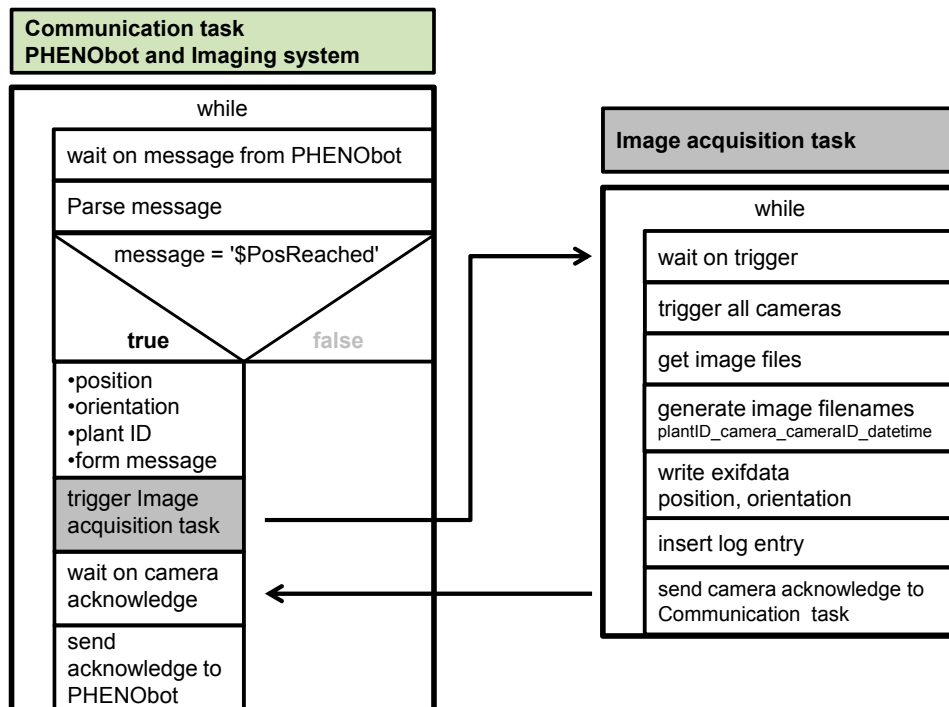 Communication task
PHENObot and Imaging system
while
wait on message from PHENObot
Parse message
message = '$PosReached'
true
false
•position
•orientation
•plant ID
•form message
trigger Image
acquisition task
wait on camera
acknowledge
send
acknowledge to
PHENObot
Image acquisition task
while
wait on trigger
trigger all cameras
get image files
generate image filenames
plantID_camera_cameraID_datetime
write exifdata
position, orientation
insert log entry
send camera acknowledge to
Communication task